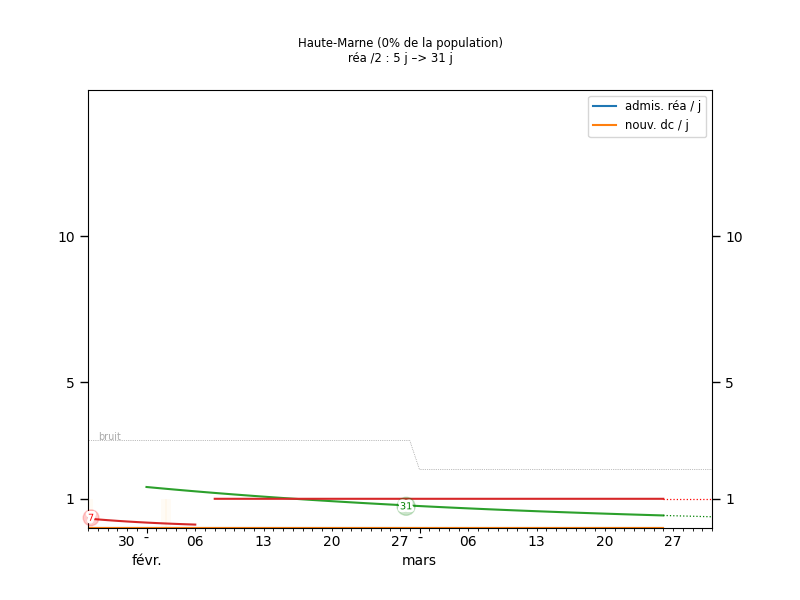 Haute-Marne (0% de la population)
réa /2 : 5 j –> 31 j
admis. réa / j
nouv. dc / j
10 10
5 5
bruit
1 1
7
31
30 06 13 20 27 06 13 20 27
févr. mars